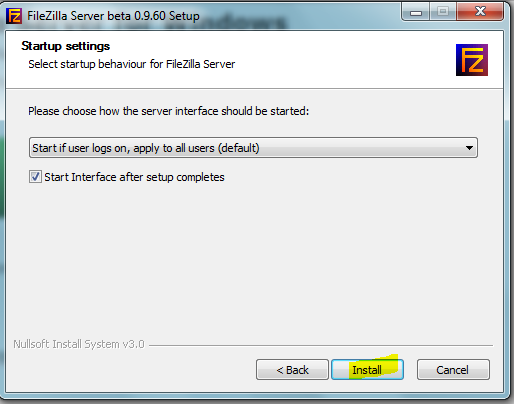 FileZilla Server beta 0.9.60 Setup
Startup settings
Select startup behaviour for FileZilla Server
FZ
Please choose how the server interface should be started:
Start if user logs on, apply to all users (default)
Start Interface after setup completes
Nullsoft Install System v3.0
< Back
Install
Cancel